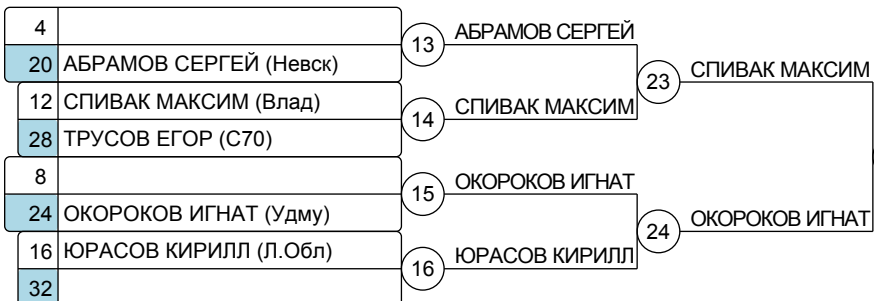 4
20 АБРАМОВ СЕРГЕЙ (Невск)
12 СПИВАК МАКСИМ (Влад)
28 ТРУСОВ ЕГОР (С70)
8
24 ОКОРОКОВ ИГНАТ (Удму)
16 ЮРАСОВ КИРИЛЛ (Л.Обл)
32
13 АБРАМОВ СЕРГЕЙ
14 СПИВАК МАКСИМ
15 ОКОРОКОВ ИГНАТ
16 ЮРАСОВ КИРИЛЛ
23 СПИВАК МАКСИМ
24 ОКОРОКОВ ИГНАТ